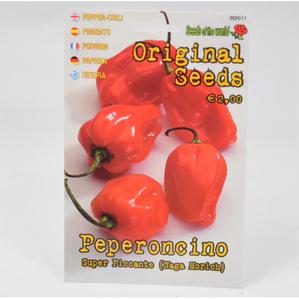 PEP011
PEPPER-CHILI
PIMIENTO
POIVRON
PAPRIKA
ΠΙΠΕΡΙΑ
Seeds of the world
Original
Seeds
€ 2,00
Peperoncino
Super Piccante (Naga Morich)